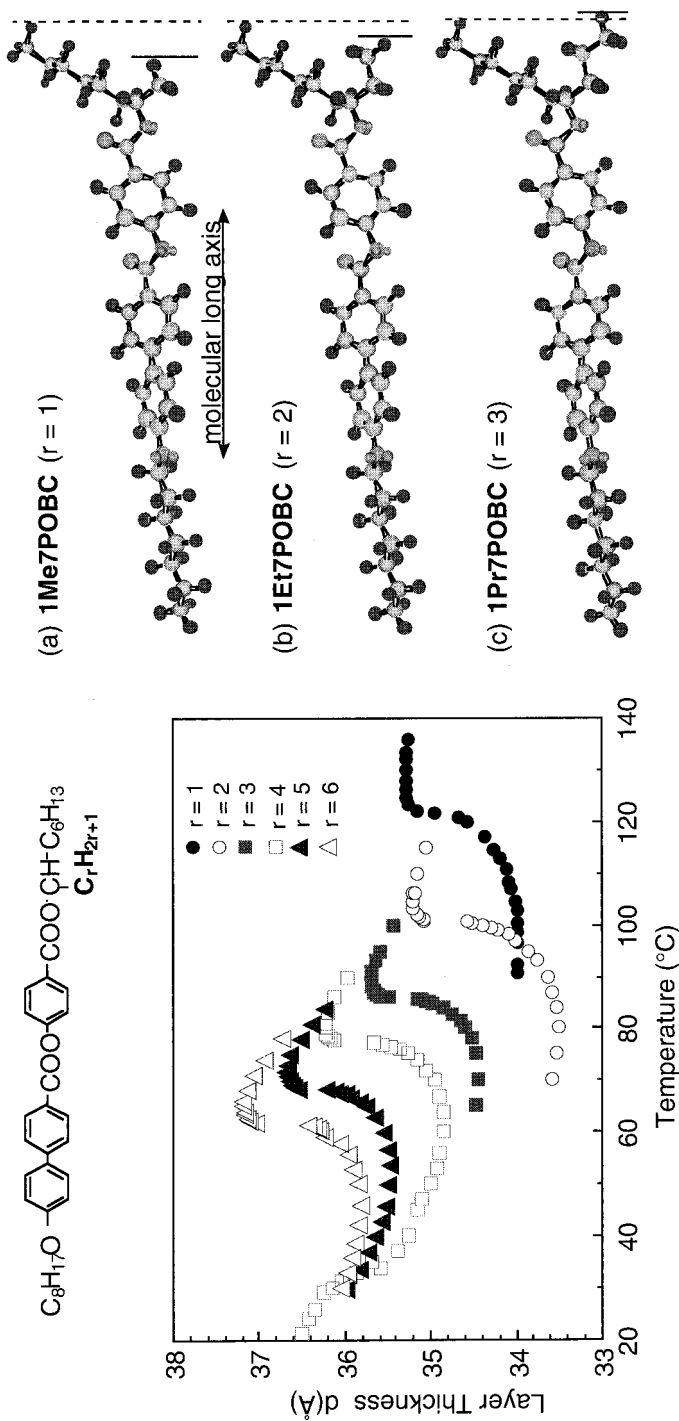 C₈H₁₇O COO COO·CH-C₆H₁₃
CᵣH₂ᵣ₊₁
Layer Thickness d(Å)
38
37
36
35
34
33
r = 1
r = 2
r = 3
r = 4
r = 5
r = 6
20 40 60 80 100 120 140
Temperature (°C)
(a) 1Me7POBC (r = 1)
molecular long axis
(b) 1Et7POBC (r = 2)
(c) 1Pr7POBC (r = 3)